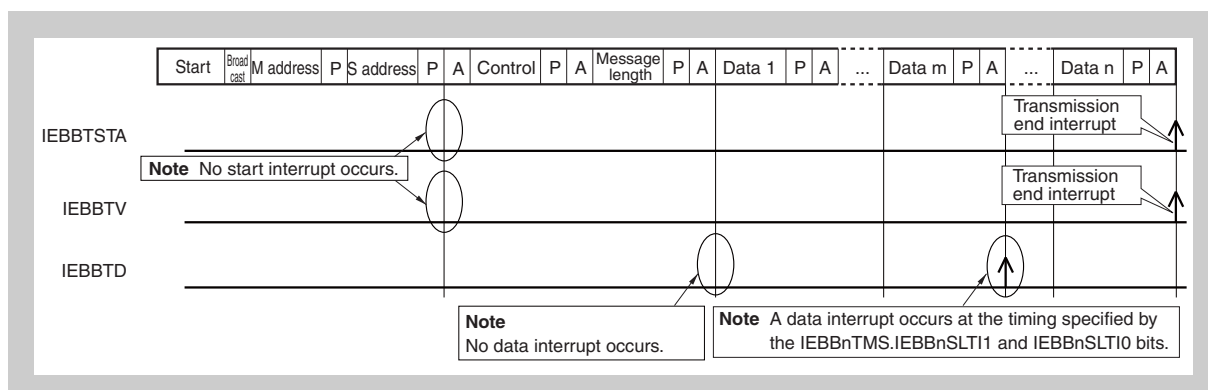 Start Broad cast M address P S address P A Control P A Message length P A Data 1 P A ... Data m P A ... Data n P A
IEBBTSTA
Transmission
end interrupt
Note No start interrupt occurs.
IEBBTV
Transmission
end interrupt
IEBBTD
Note
No data interrupt occurs.
Note A data interrupt occurs at the timing specified by
the IEBBnTMS.IEBBnSLTI1 and IEBBnSLTI0 bits.